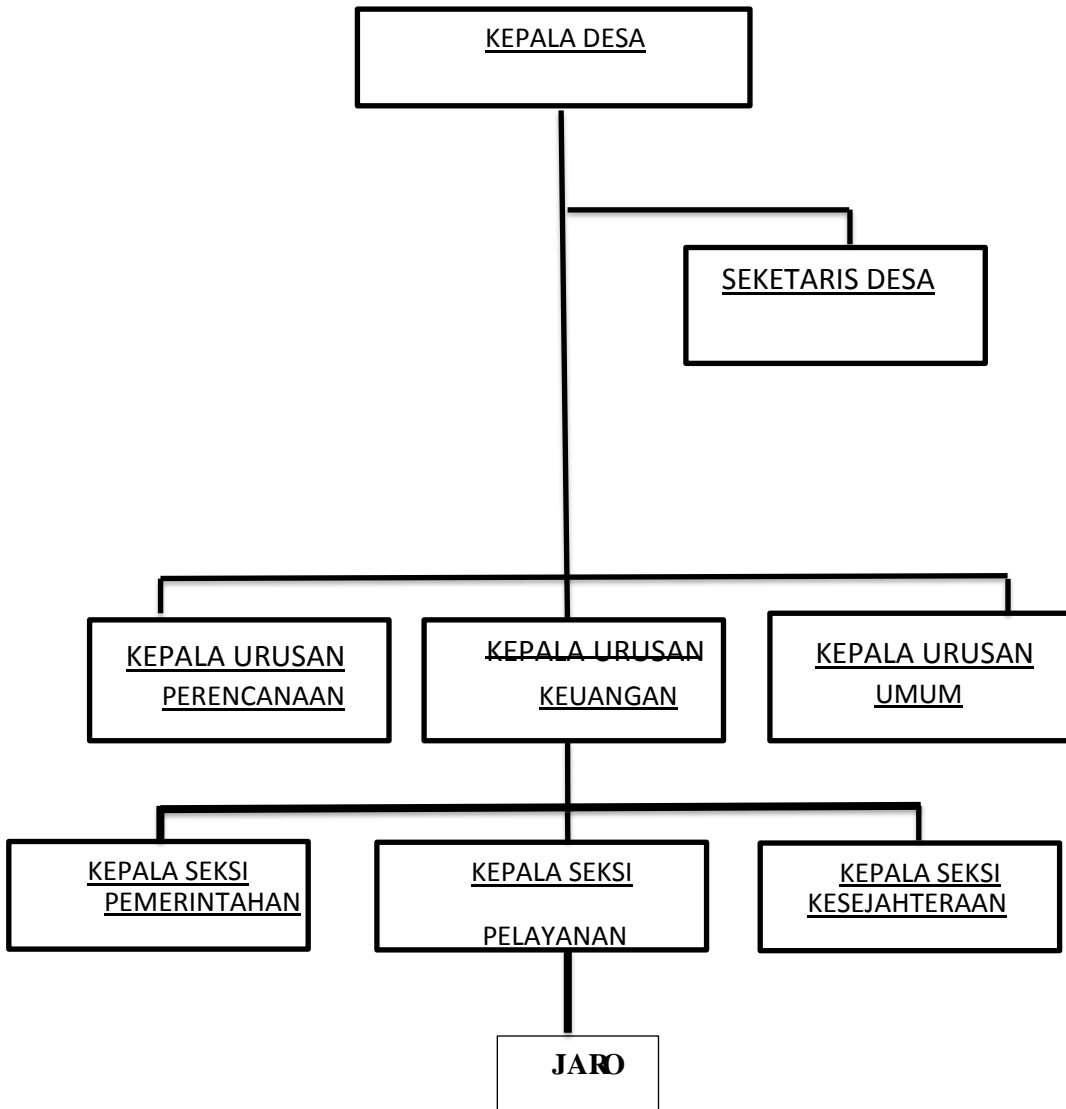 KEPALA DESA
SEKETARIS DESA
KEPALA URUSAN
PERENCANAAN
KEPALA URUSAN
KEUANGAN
KEPALA URUSAN
UMUM
KEPALA SEKSI
PEMERINTAHAN
KEPALA SEKSI
PELAYANAN
KEPALA SEKSI
KESEJAHTERAAN
JARO